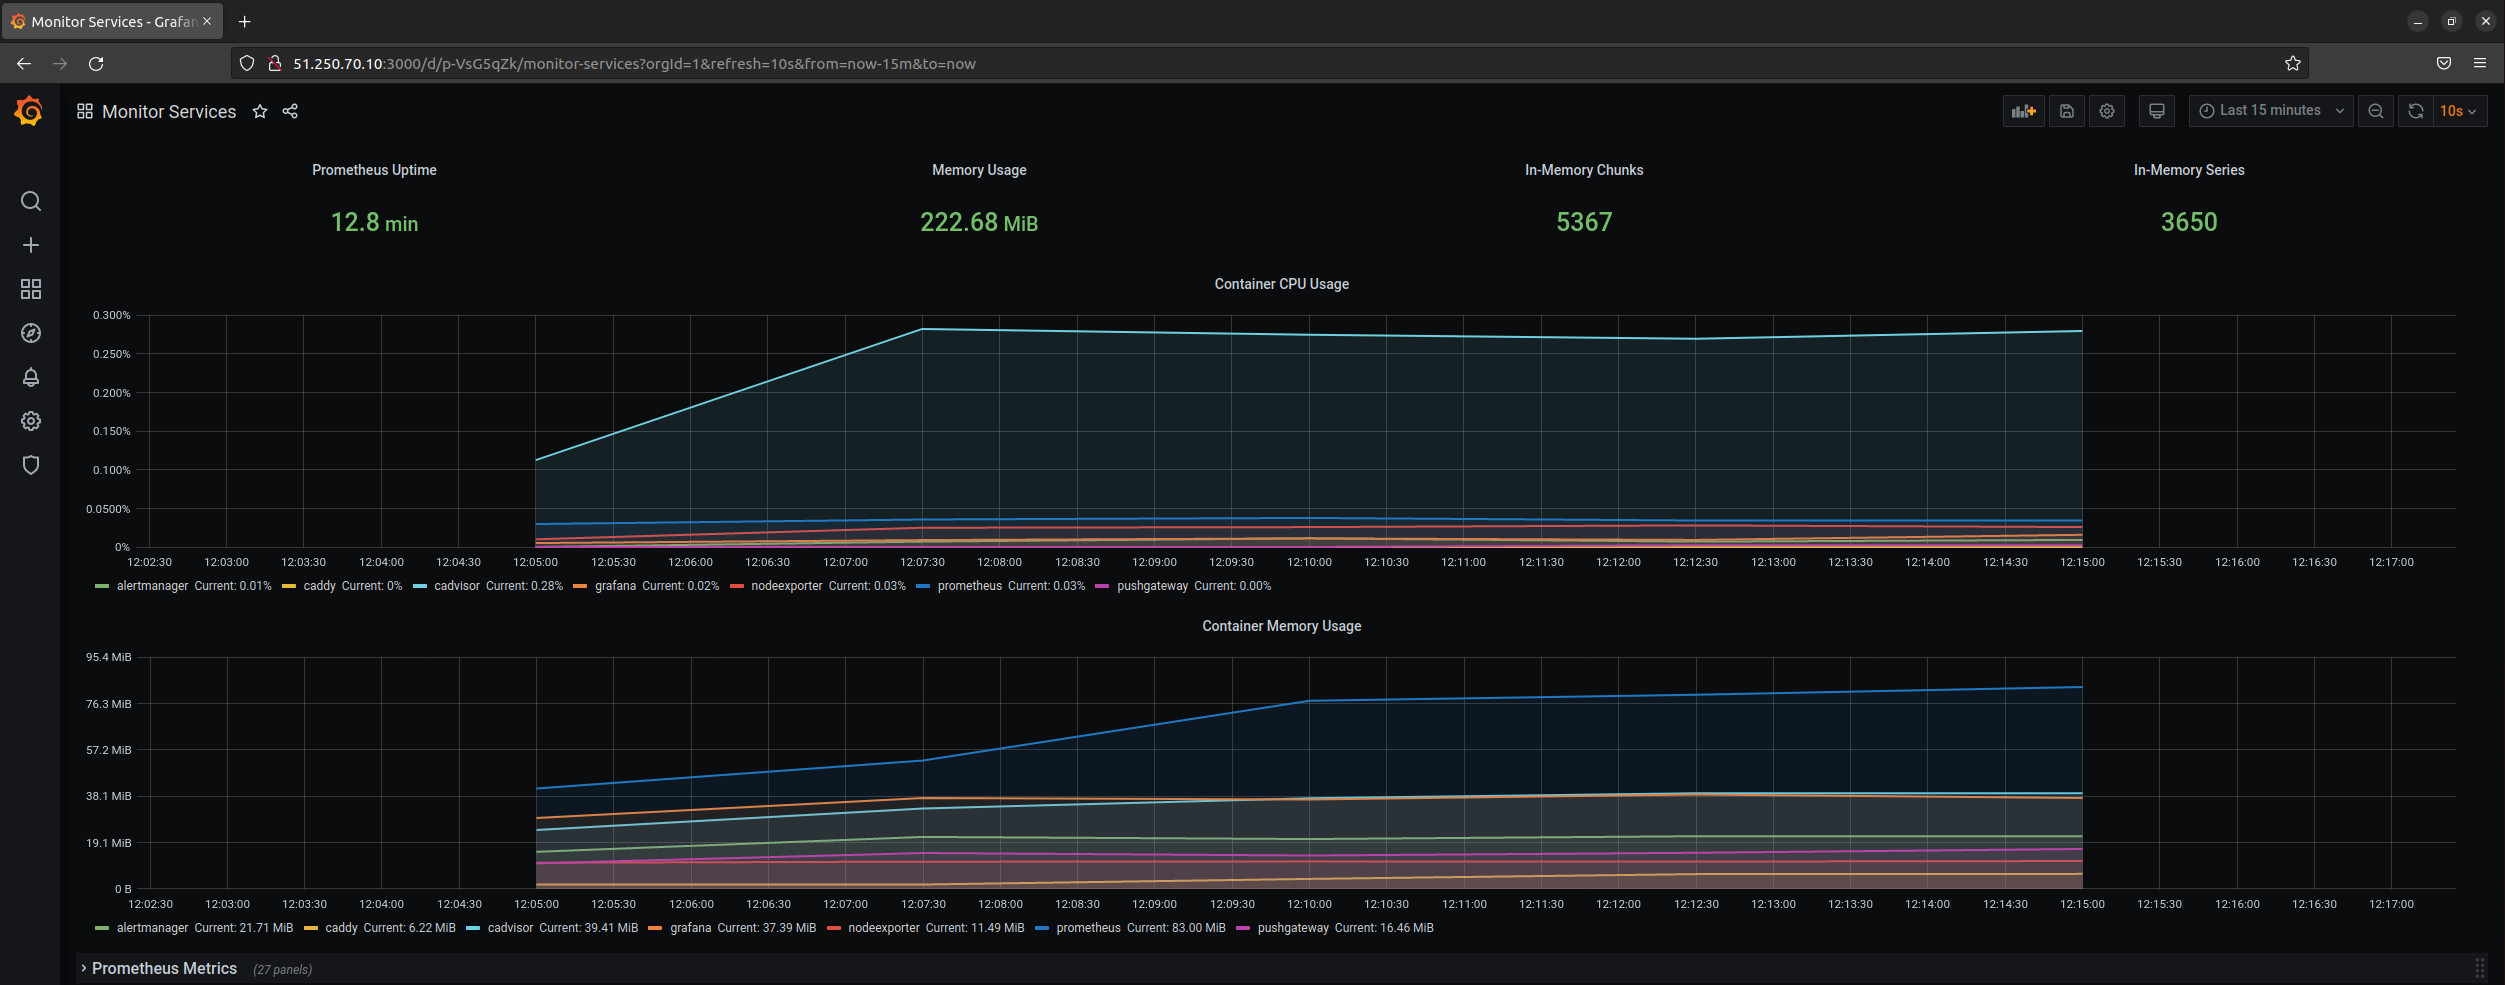 Monitor Services - Grafan
51.250.70.10:3000/d/p-VsG5qZk/monitor-services?orgId=1&refresh=10s&from=now-15m&to=now
Monitor Services
Last 15 minutes
10s
Prometheus Uptime
Memory Usage
In-Memory Chunks
In-Memory Series
12.8 min
222.68 MiB
5367
3650
Container CPU Usage
0.300%
0.250%
0.200%
0.150%
0.100%
0.0500%
0%
12:02:30 12:03:00 12:03:30 12:04:00 12:04:30 12:05:00 12:05:30 12:06:00 12:06:30 12:07:00 12:07:30 12:08:00 12:08:30 12:09:00 12:09:30 12:10:00 12:10:30 12:11:00 12:11:30 12:12:00 12:12:30 12:13:00 12:13:30 12:14:00 12:14:30 12:15:00 12:15:30 12:16:00 12:16:30 12:17:00
alertmanager Current: 0.01% caddy Current: 0% cadvisor Current: 0.28% grafana Current: 0.02% nodeexporter Current: 0.03% prometheus Current: 0.03% pushgateway Current: 0.00%
Container Memory Usage
95.4 MiB
76.3 MiB
57.2 MiB
38.1 MiB
19.1 MiB
0 B
12:02:30 12:03:00 12:03:30 12:04:00 12:04:30 12:05:00 12:05:30 12:06:00 12:06:30 12:07:00 12:07:30 12:08:00 12:08:30 12:09:00 12:09:30 12:10:00 12:10:30 12:11:00 12:11:30 12:12:00 12:12:30 12:13:00 12:13:30 12:14:00 12:14:30 12:15:00 12:15:30 12:16:00 12:16:30 12:17:00
alertmanager Current: 21.71 MiB caddy Current: 6.22 MiB cadvisor Current: 39.41 MiB grafana Current: 37.39 MiB nodeexporter Current: 11.49 MiB prometheus Current: 83.00 MiB pushgateway Current: 16.46 MiB
Prometheus Metrics (27 panels)